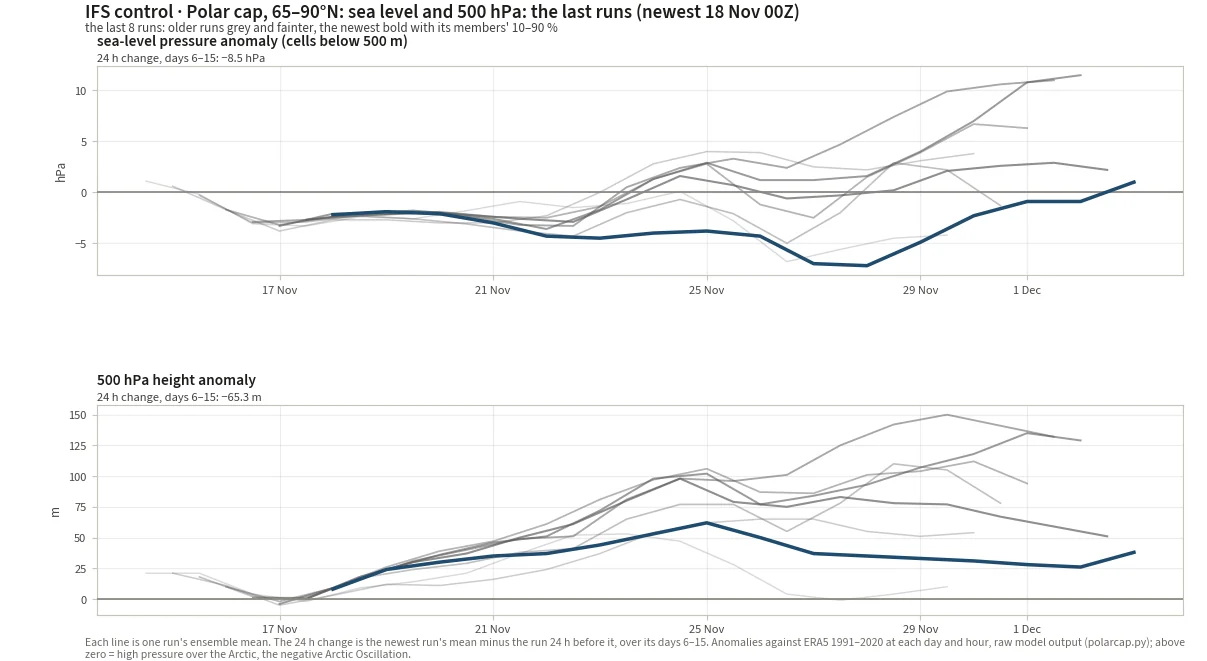 IFS control · Polar cap, 65–90°N: sea level and 500 hPa: the last runs (newest 18 Nov 00Z)
the last 8 runs: older runs grey and fainter, the newest bold with its members' 10–90 %
sea-level pressure anomaly (cells below 500 m)
24 h change, days 6–15: −8.5 hPa
10
5
0
−5
hPa
17 Nov
21 Nov
25 Nov
29 Nov
1 Dec
500 hPa height anomaly
24 h change, days 6–15: −65.3 m
150
125
100
75
50
25
0
m
17 Nov
21 Nov
25 Nov
29 Nov
1 Dec
Each line is one run's ensemble mean. The 24 h change is the newest run's mean minus the run 24 h before it, over its days 6–15. Anomalies against ERA5 1991–2020 at each day and hour, raw model output (polarcap.py); above
zero = high pressure over the Arctic, the negative Arctic Oscillation.